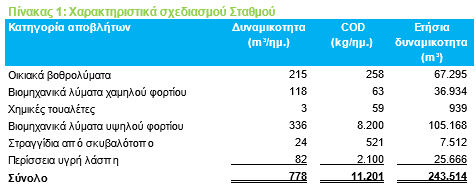 Πίνακας 1: Χαρακτηριστικά σχεδιασμού Σταθμού
Κατηγορία αποβλήτων Δυναμικότητα (m³/ημ.) COD (kg/ημ.) Ετήσια δυναμικότητα (m³)
Οικιακά βοθρολύματα 215 258 67.295
Βιομηχανικά λύματα χαμηλού φορτίου 118 63 36.934
Χημικές τουαλέτες 3 59 939
Βιομηχανικά λύματα υψηλού φορτίου 336 8.200 105.168
Στραγγίδια από σκυβαλότοπο 24 521 7.512
Περίσσεια υγρή λάσπη 82 2.100 25.666
Σύνολο 778 11.201 243.514